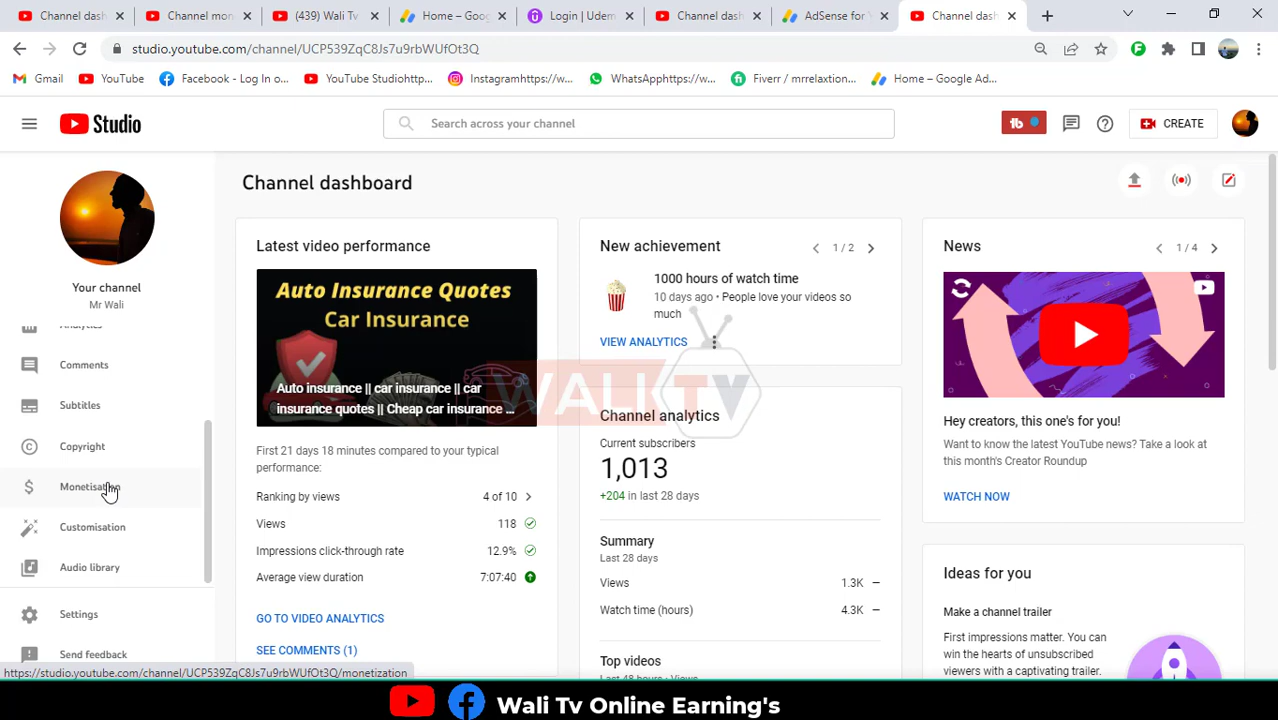 Channel dash
Channel mon
(439) Wali Tv
Home – Goog
Login | Udem
Channel dash
AdSense for Y
Channel dash
studio.youtube.com/channel/UCP539ZqC8Js7u9rbWUfOt3Q
Gmail
YouTube
Facebook - Log In o...
YouTube Studiohttp...
Instagramhttps://w...
WhatsApphttps://w...
Fiverr / mrrelaxtion...
Home – Google Ad...
Studio
Search across your channel
CREATE
Channel dashboard
Your channel
Mr Wali
Analytics
Comments
Subtitles
Copyright
Monetisation
Customisation
Audio library
Settings
Send feedback
Latest video performance
Auto Insurance Quotes
Car Insurance
Auto insurance || car insurance || car
insurance quotes || Cheap car insurance ...
First 21 days 18 minutes compared to your typical
performance:
Ranking by views 4 of 10
Views 118
Impressions click-through rate 12.9%
Average view duration 7:07:40
GO TO VIDEO ANALYTICS
SEE COMMENTS (1)
New achievement
1 / 2
1000 hours of watch time
10 days ago • People love your videos so
much
VIEW ANALYTICS
WALI TV
Channel analytics
Current subscribers
1,013
+204 in last 28 days
Summary
Last 28 days
Views 1.3K —
Watch time (hours) 4.3K —
Top videos
Last 48 hours · Views
News
1 / 4
Hey creators, this one's for you!
Want to know the latest YouTube news? Take a look at
this month's Creator Roundup
WATCH NOW
Ideas for you
Make a channel trailer
First impressions matter. You can
win the hearts of unsubscribed
viewers with a captivating trailer.
https://studio.youtube.com/channel/UCP539ZqC8Js7u9rbWUfOt3Q/monetization
Wali Tv Online Earning's